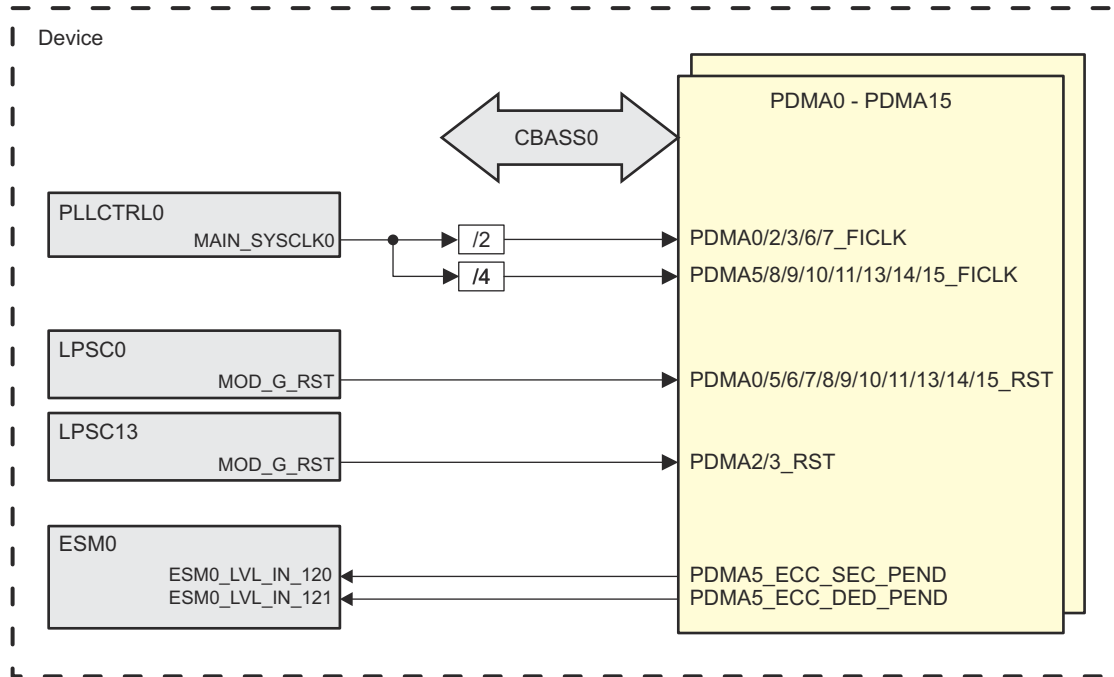 Device
PDMA0 - PDMA15
CBASS0
PLLCTRL0
MAIN_SYSCLK0
/2
PDMA0/2/3/6/7_FICLK
/4
PDMA5/8/9/10/11/13/14/15_FICLK
LPSC0
MOD_G_RST
PDMA0/5/6/7/8/9/10/11/13/14/15_RST
LPSC13
MOD_G_RST
PDMA2/3_RST
ESM0
ESM0_LVL_IN_120
PDMA5_ECC_SEC_PEND
ESM0_LVL_IN_121
PDMA5_ECC_DED_PEND